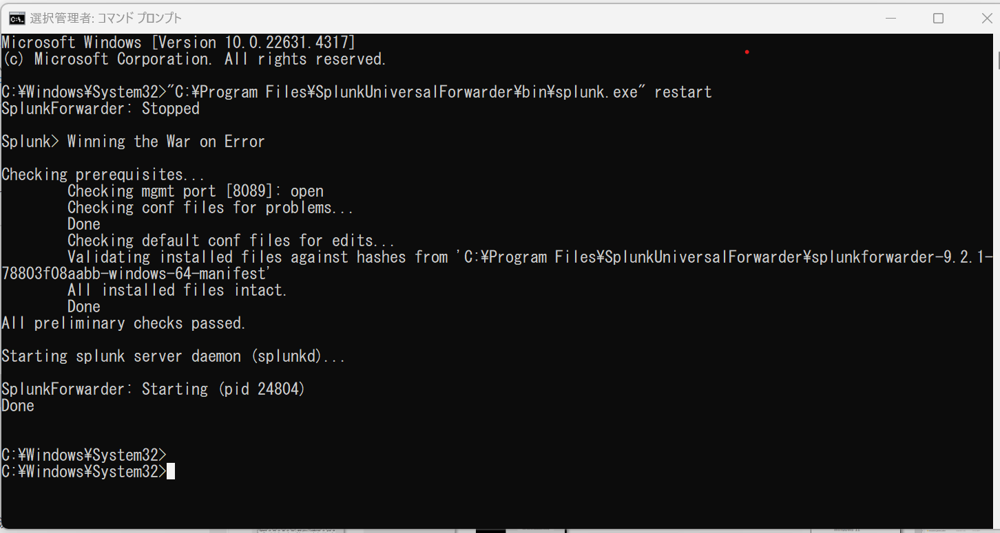 選択管理者: コマンド プロンプト
Microsoft Windows [Version 10.0.22631.4317]
(c) Microsoft Corporation. All rights reserved.
C:¥Windows¥System32>"C:¥Program Files¥SplunkUniversalForwarder¥bin¥splunk.exe" restart
SplunkForwarder: Stopped
Splunk> Winning the War on Error
Checking prerequisites...
Checking mgmt port [8089]: open
Checking conf files for problems...
Done
Checking default conf files for edits...
Validating installed files against hashes from 'C:¥Program Files¥SplunkUniversalForwarder¥splunkforwarder-9.2.1-
78803f08aabb-windows-64-manifest'
All installed files intact.
Done
All preliminary checks passed.
Starting splunk server daemon (splunkd)...
SplunkForwarder: Starting (pid 24804)
Done
C:¥Windows¥System32>
C:¥Windows¥System32>